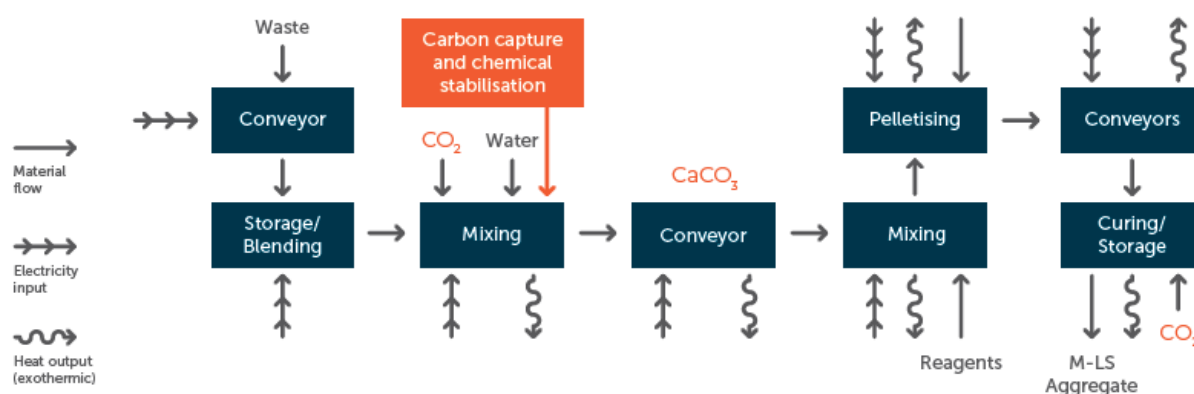 Waste
Carbon capture
and chemical
stabilisation
Conveyor
Pelletising
Conveyors
Material
flow
CO₂
Water
CaCO₃
Storage/
Blending
Mixing
Conveyor
Mixing
Curing/
Storage
Electricity
input
Heat output
(exothermic)
Reagents
M-LS
Aggregate
CO₂